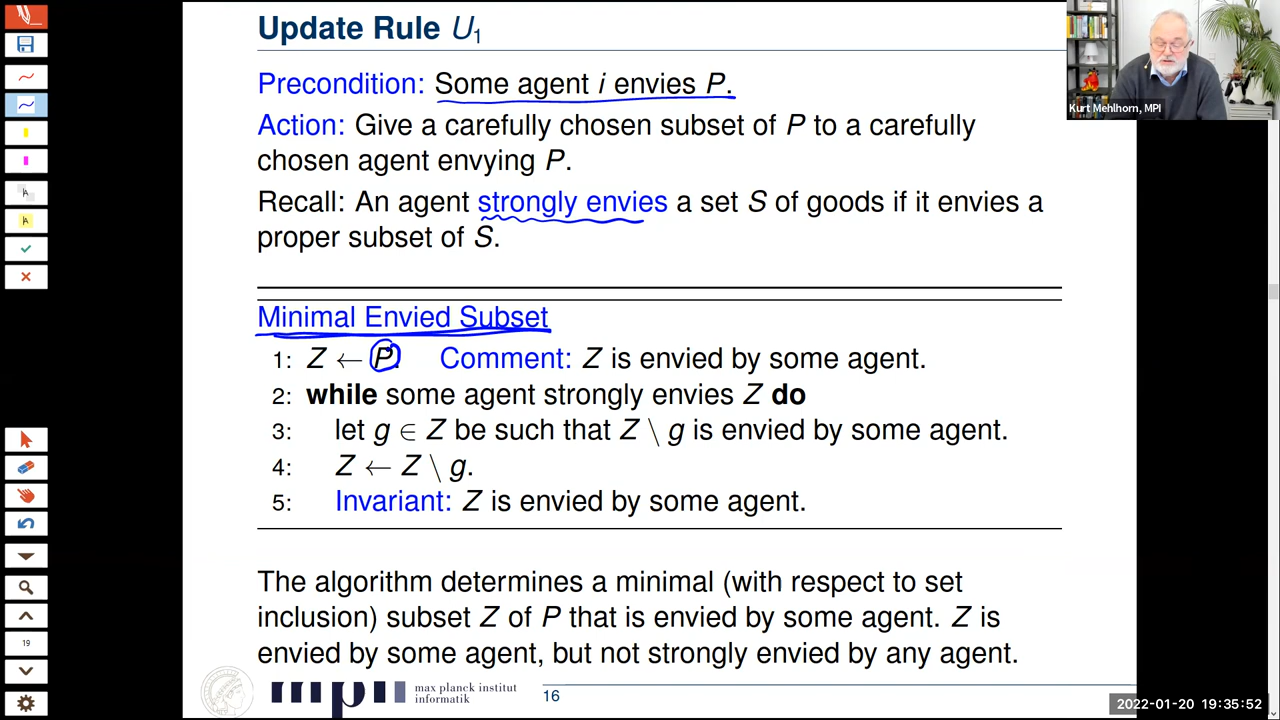 Update Rule U1
Kurt Mehlhorn, MPI
Precondition: Some agent i envies P.
Action: Give a carefully chosen subset of P to a carefully
chosen agent envying P.
Recall: An agent strongly envies a set S of goods if it envies a
proper subset of S.
Minimal Envied Subset
1: Z ← P. Comment: Z is envied by some agent.
2: while some agent strongly envies Z do
3: let g ∈ Z be such that Z \ g is envied by some agent.
4: Z ← Z \ g.
5: Invariant: Z is envied by some agent.
The algorithm determines a minimal (with respect to set
inclusion) subset Z of P that is envied by some agent. Z is
envied by some agent, but not strongly envied by any agent.
19
mpi max planck institut
informatik
16
2022-01-20 19:35:52